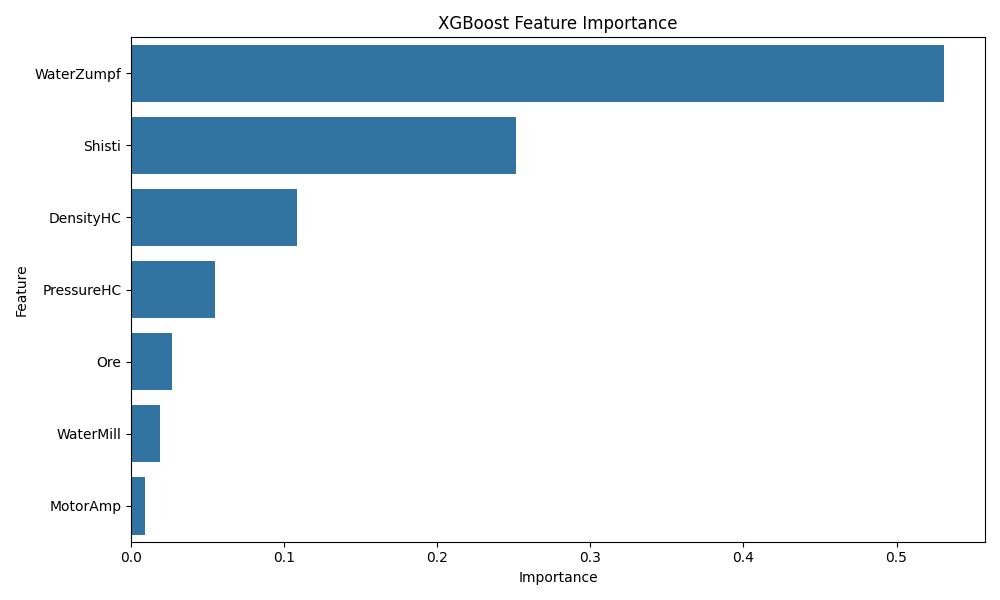 XGBoost Feature Importance
WaterZumpf
Shisti
DensityHC
PressureHC
Ore
WaterMill
MotorAmp
Feature
0.0 0.1 0.2 0.3 0.4 0.5
Importance